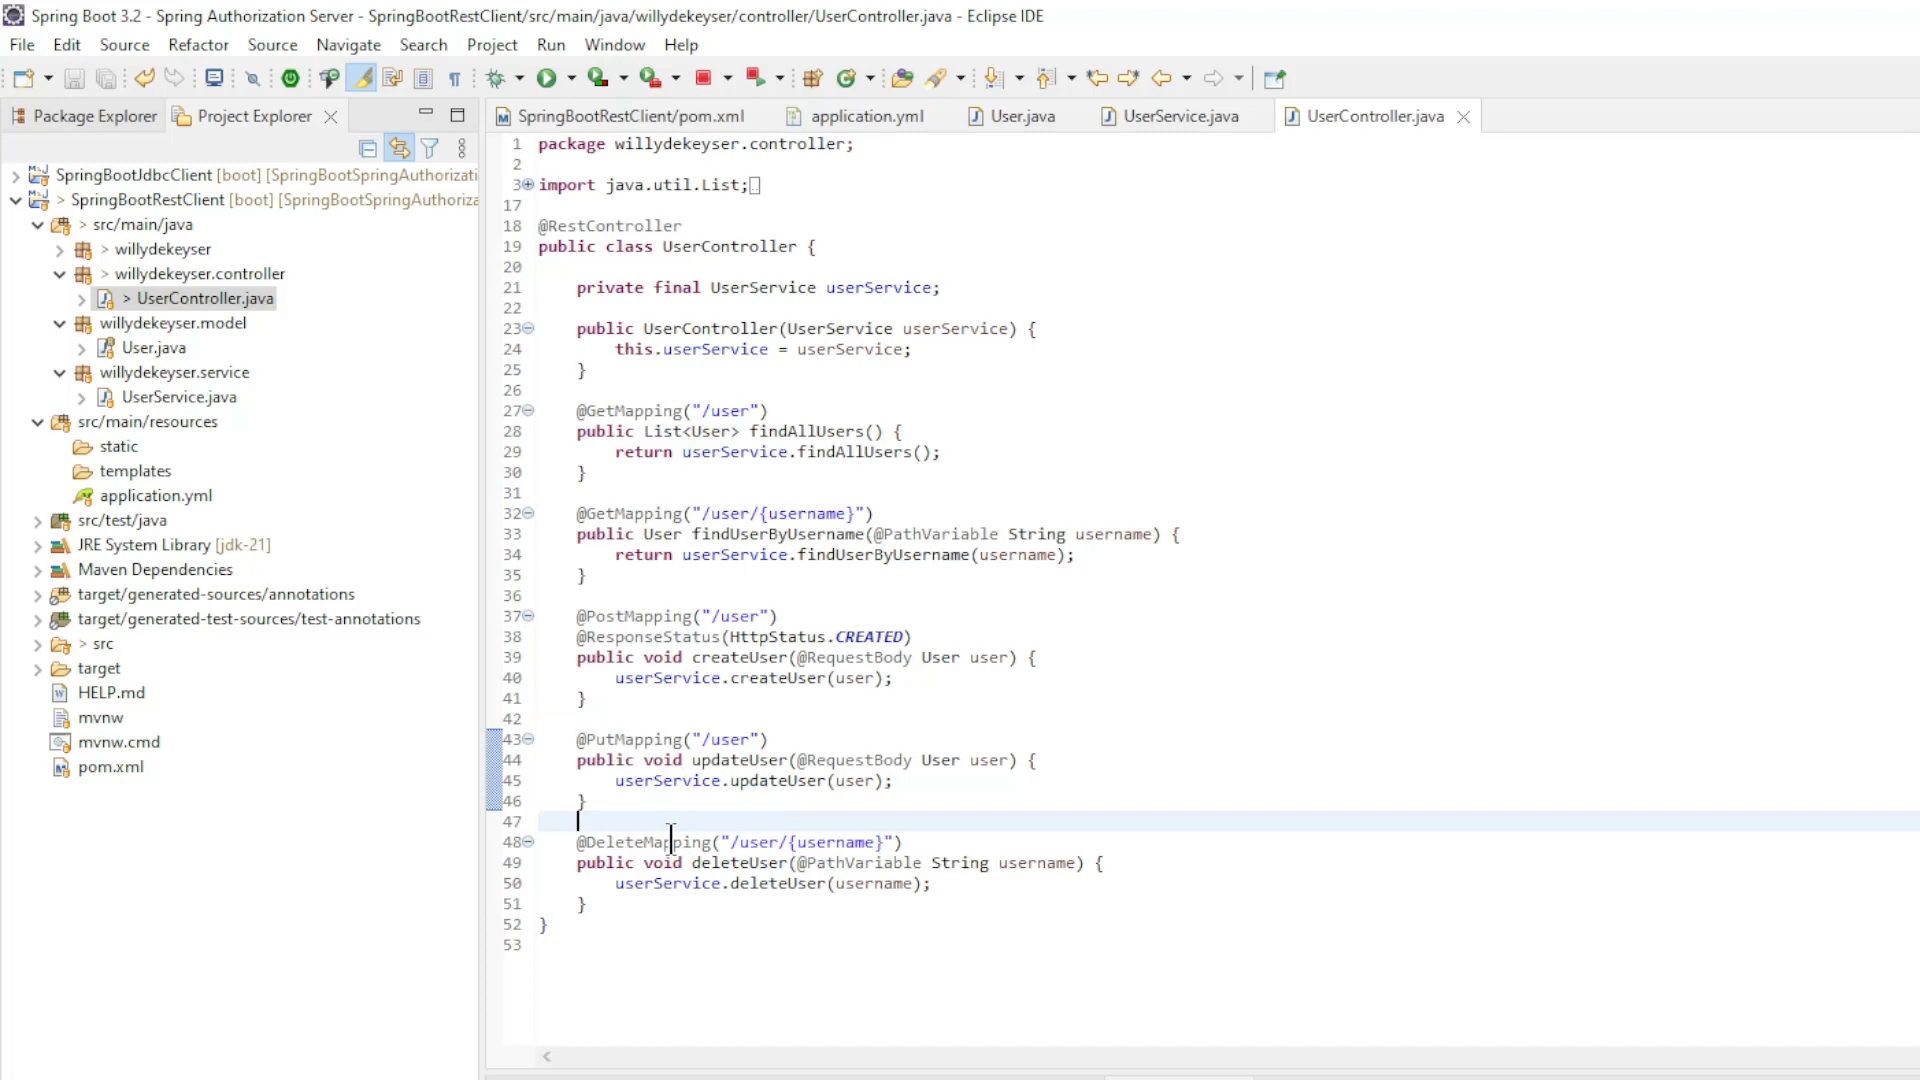 Spring Boot 3.2 - Spring Authorization Server - SpringBootRestClient/src/main/java/willydekeyser/controller/UserController.java - Eclipse IDE
File Edit Source Refactor Source Navigate Search Project Run Window Help
Package Explorer
Project Explorer
SpringBootJdbcClient [boot] [SpringBootSpringAuthorizati
> SpringBootRestClient [boot] [SpringBootSpringAuthoriza
> src/main/java
> willydekeyser
> willydekeyser.controller
> UserController.java
willydekeyser.model
User.java
willydekeyser.service
UserService.java
src/main/resources
static
templates
application.yml
src/test/java
JRE System Library [jdk-21]
Maven Dependencies
target/generated-sources/annotations
target/generated-test-sources/test-annotations
> src
target
HELP.md
mvnw
mvnw.cmd
pom.xml
SpringBootRestClient/pom.xml application.yml User.java UserService.java UserController.java
1 package willydekeyser.controller;
2
3 import java.util.List;
17
18 @RestController
19 public class UserController {
20
21 private final UserService userService;
22
23 public UserController(UserService userService) {
24 this.userService = userService;
25 }
26
27 @GetMapping("/user")
28 public List<User> findAllUsers() {
29 return userService.findAllUsers();
30 }
31
32 @GetMapping("/user/{username}")
33 public User findUserByUsername(@PathVariable String username) {
34 return userService.findUserByUsername(username);
35 }
36
37 @PostMapping("/user")
38 @ResponseStatus(HttpStatus.CREATED)
39 public void createUser(@RequestBody User user) {
40 userService.createUser(user);
41 }
42
43 @PutMapping("/user")
44 public void updateUser(@RequestBody User user) {
45 userService.updateUser(user);
46 }
47
48 @DeleteMapping("/user/{username}")
49 public void deleteUser(@PathVariable String username) {
50 userService.deleteUser(username);
51 }
52 }
53